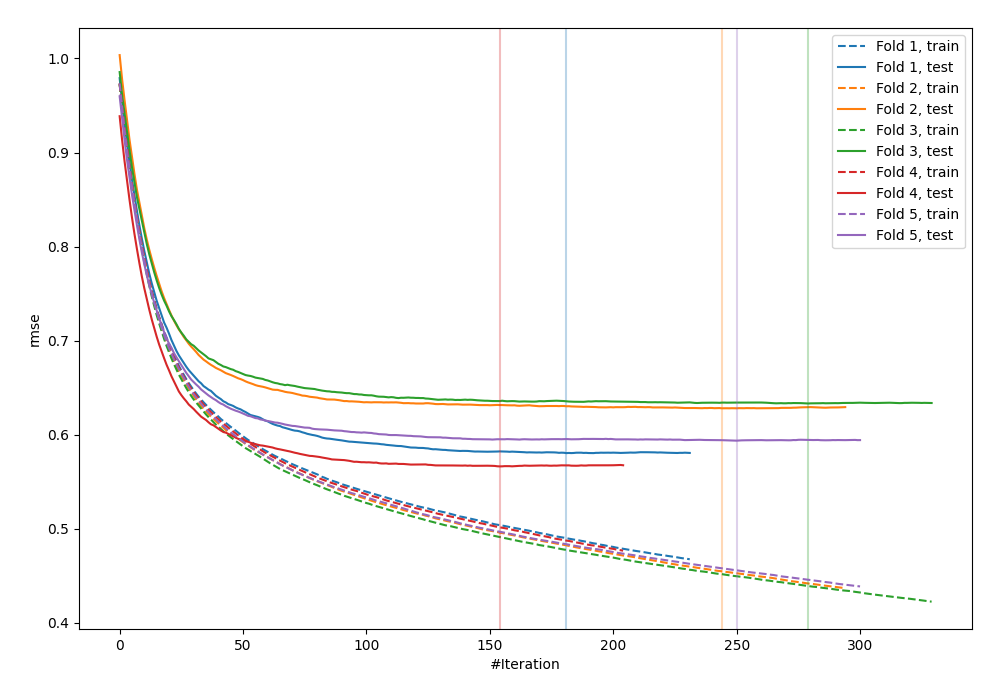 1.0
0.9
0.8
0.7
0.6
0.5
0.4
rmse
0
50
100
150
200
250
300
#Iteration
Fold 1, train
Fold 1, test
Fold 2, train
Fold 2, test
Fold 3, train
Fold 3, test
Fold 4, train
Fold 4, test
Fold 5, train
Fold 5, test